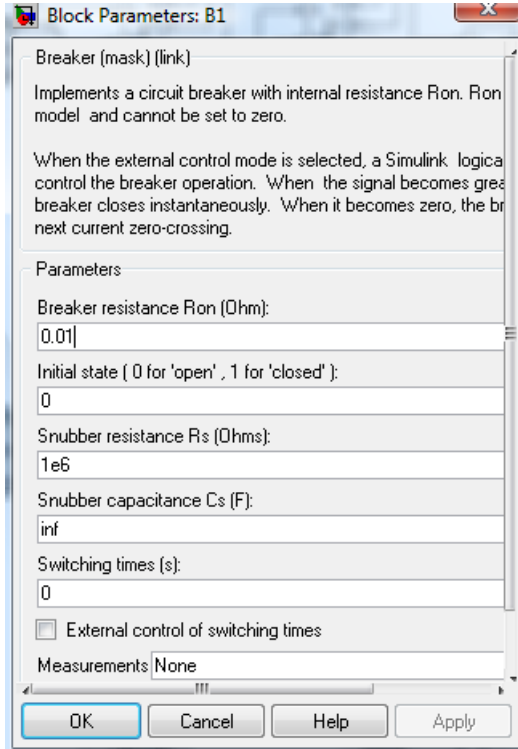 Block Parameters: B1
Breaker (mask) (link)
Implements a circuit breaker with internal resistance Ron. Ron
model and cannot be set to zero.
When the external control mode is selected, a Simulink logica
control the breaker operation. When the signal becomes grea
breaker closes instantaneously. When it becomes zero, the br
next current zero-crossing.
Parameters
Breaker resistance Ron (Ohm):
0.01
Initial state ( 0 for 'open' , 1 for 'closed' ):
0
Snubber resistance Rs (Ohms):
1e6
Snubber capacitance Cs (F):
inf
Switching times (s):
0
External control of switching times
Measurements None
OK Cancel Help Apply